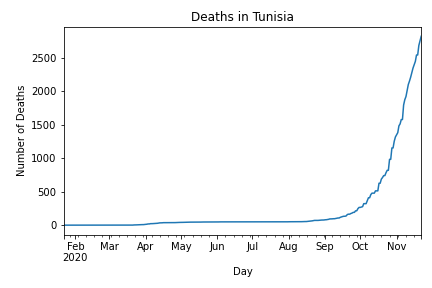 Deaths in Tunisia
Number of Deaths
2500
2000
1500
1000
500
0
Feb Mar Apr May Jun Jul Aug Sep Oct Nov
2020
Day